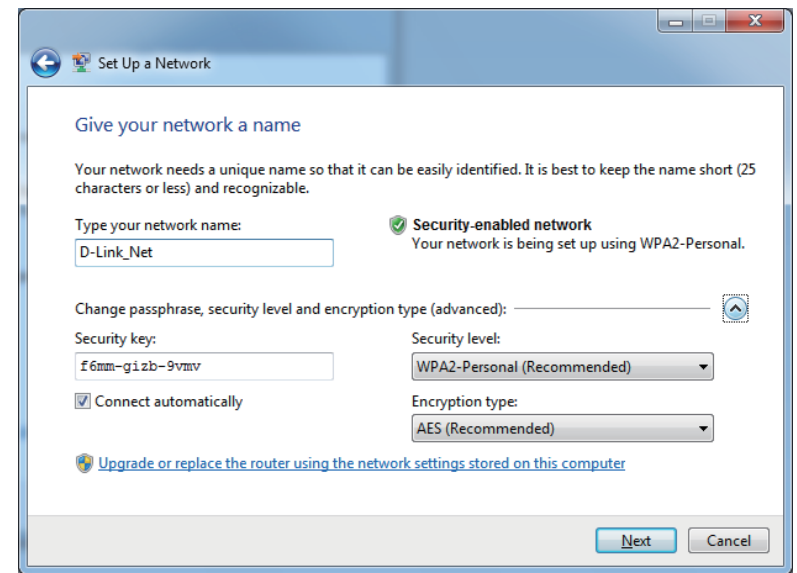 Set Up a Network
Give your network a name
Your network needs a unique name so that it can be easily identified. It is best to keep the name short (25
characters or less) and recognizable.
Type your network name:
D-Link_Net
Security-enabled network
Your network is being set up using WPA2-Personal.
Change passphrase, security level and encryption type (advanced):
Security key:
f6mm-gizb-9vmv
Security level:
WPA2-Personal (Recommended)
Connect automatically
Encryption type:
AES (Recommended)
Upgrade or replace the router using the network settings stored on this computer
Next
Cancel